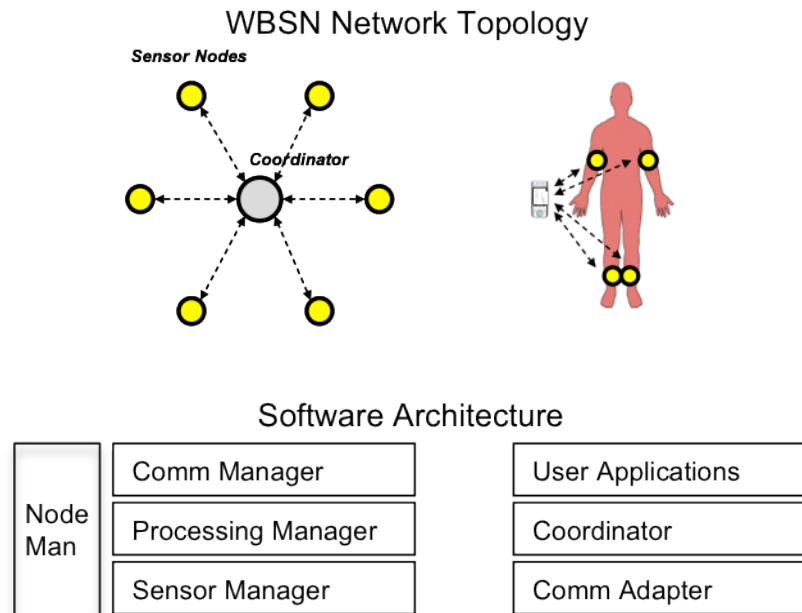 WBSN Network Topology
Sensor Nodes
Coordinator
Software Architecture
Node
Man
Comm Manager
Processing Manager
Sensor Manager
User Applications
Coordinator
Comm Adapter